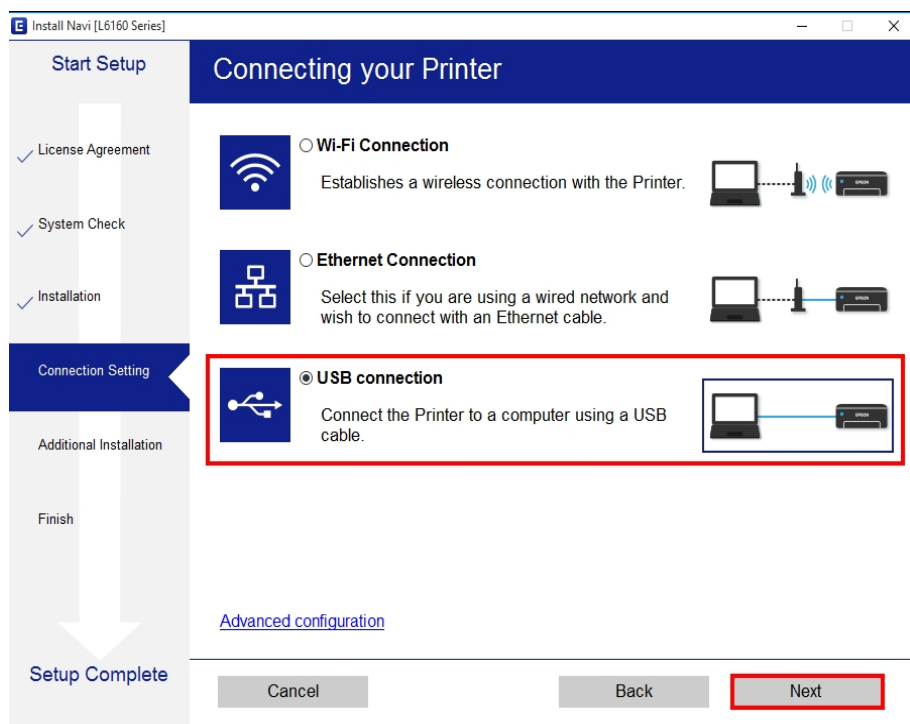 Install Navi [L6160 Series]
Start Setup
Connecting your Printer
License Agreement
System Check
Installation
Connection Setting
Additional Installation
Finish
Setup Complete
Wi-Fi Connection
Establishes a wireless connection with the Printer.
EPSON
Ethernet Connection
Select this if you are using a wired network and
wish to connect with an Ethernet cable.
EPSON
USB connection
Connect the Printer to a computer using a USB
cable.
EPSON
Advanced configuration
Cancel
Back
Next